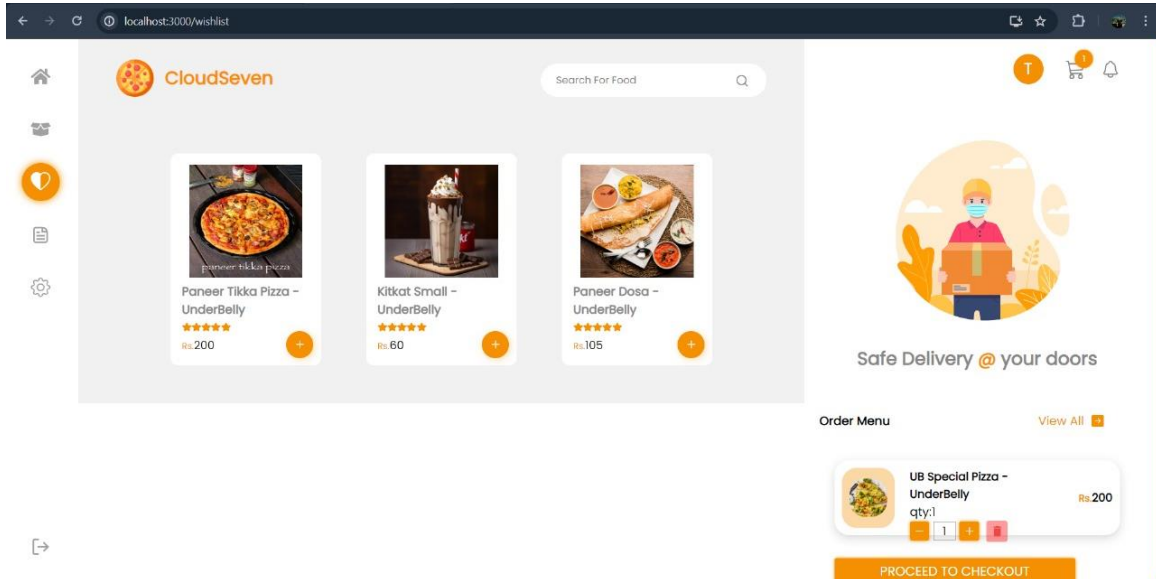 localhost:3000/wishlist
CloudSeven
Search For Food
T
1
paneer tikka pizza
Paneer Tikka Pizza -
UnderBelly
Rs.200
+
Kitkat Small -
UnderBelly
Rs.60
+
Paneer Dosa -
UnderBelly
Rs.105
+
Safe Delivery @ your doors
Order Menu
View All
UB Special Pizza -
UnderBelly
qty:1
Rs.200
- 1 +
PROCEED TO CHECKOUT